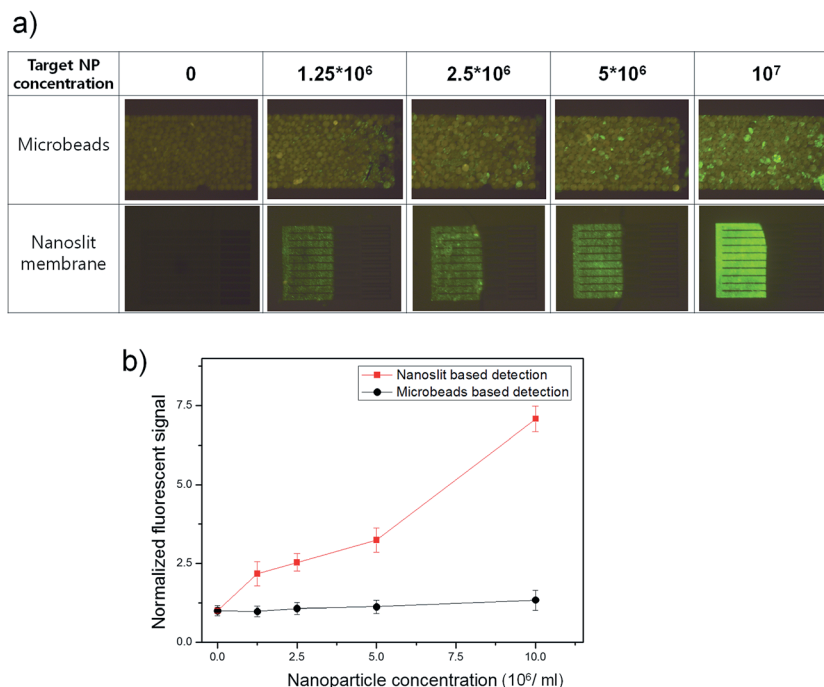 a)
Target NP
concentration
0
1.25*10⁶
2.5*10⁶
5*10⁶
10⁷
Microbeads
Nanoslit
membrane
b)
Nanoslit based detection
Microbeads based detection
Normalized fluorescent signal
7.5
5.0
2.5
0.0
0.0
2.5
5.0
7.5
10.0
Nanoparticle concentration (10⁶/ ml)